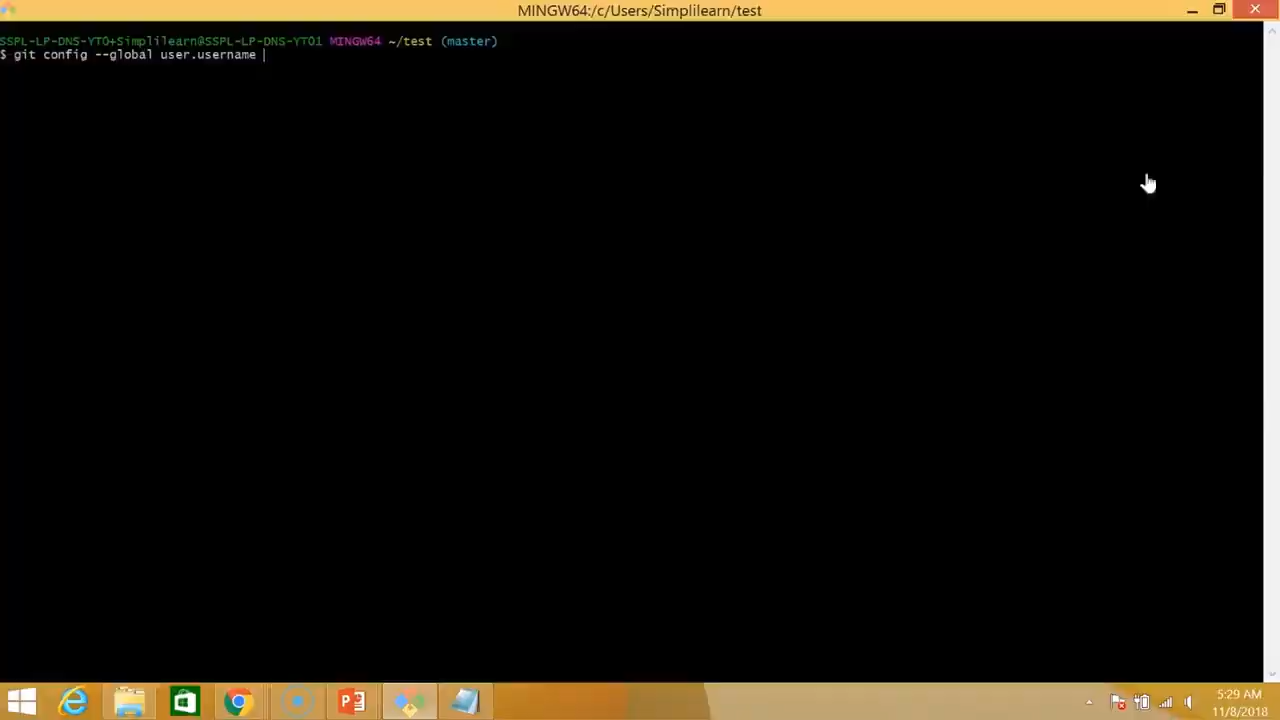 MINGW64:/c/Users/Simplilearn/test
SSPL-LP-DNS-YT0+Simplilearn@SSPL-LP-DNS-YT01 MINGW64 ~/test (master)
$ git config --global user.username
5:29 AM
11/8/2018